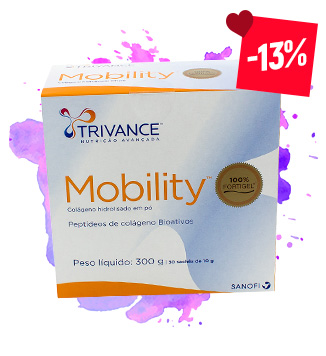 -13%
Mobility
TRIVANCE
NUTRIÇÃO AVANÇADA
Mobility™
100%
FORTIGEL®
Colágeno hidrolisado em pó
Peptídeos de colágeno Bioativos
Peso líquido: 300 g | 30 sachês de 10 g
SANOFI